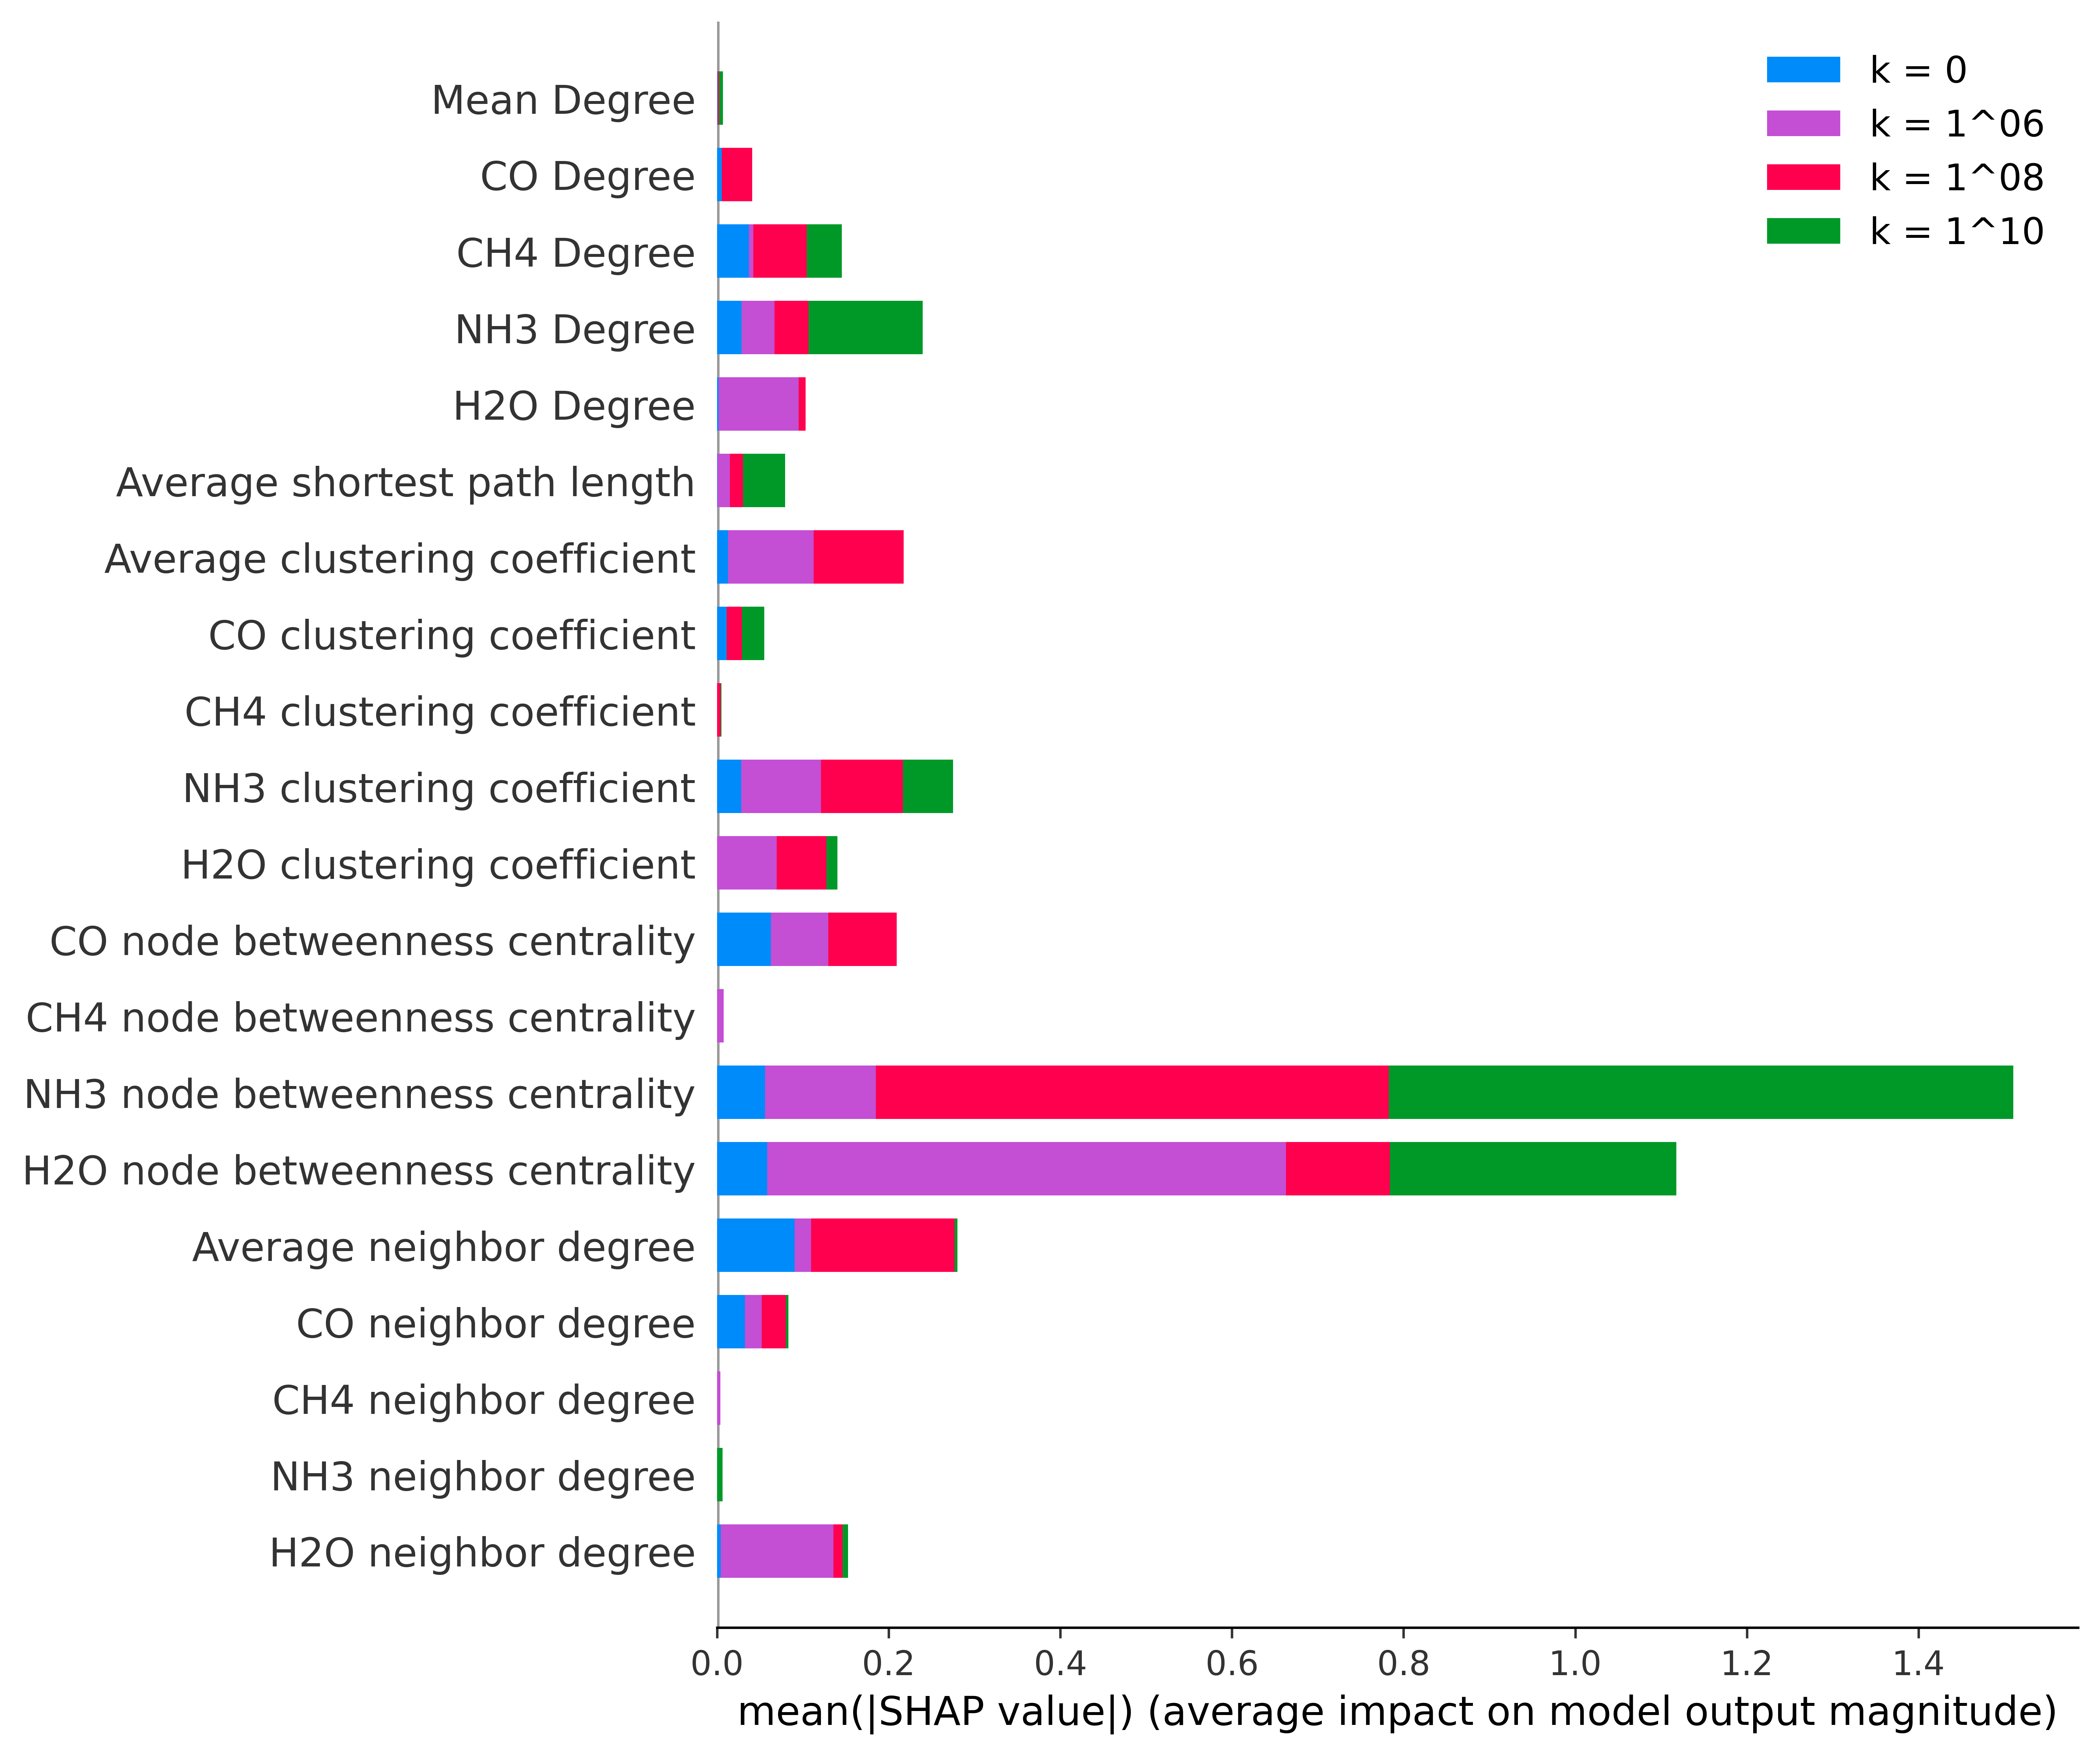 k = 0
k = 1^06
k = 1^08
k = 1^10
Mean Degree
CO Degree
CH4 Degree
NH3 Degree
H2O Degree
Average shortest path length
Average clustering coefficient
CO clustering coefficient
CH4 clustering coefficient
NH3 clustering coefficient
H2O clustering coefficient
CO node betweenness centrality
CH4 node betweenness centrality
NH3 node betweenness centrality
H2O node betweenness centrality
Average neighbor degree
CO neighbor degree
CH4 neighbor degree
NH3 neighbor degree
H2O neighbor degree
0.0 0.2 0.4 0.6 0.8 1.0 1.2 1.4
mean(|SHAP value|) (average impact on model output magnitude)